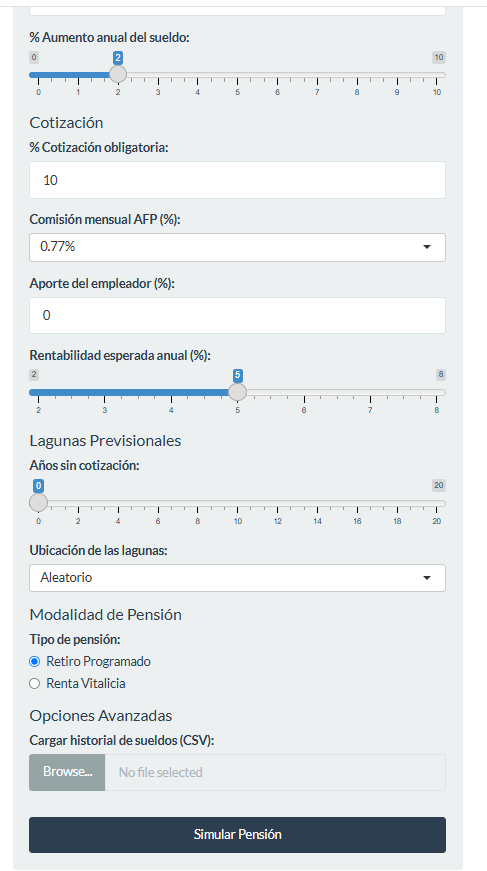 % Aumento anual del sueldo:
0 2 10
0 1 2 3 4 5 6 7 8 9 10
Cotización
% Cotización obligatoria:
10
Comisión mensual AFP (%):
0.77%
Aporte del empleador (%):
0
Rentabilidad esperada anual (%):
2 5 8
2 3 4 5 6 7 8
Lagunas Previsionales
Años sin cotización:
0 20
0 2 4 6 8 10 12 14 16 18 20
Ubicación de las lagunas:
Aleatorio
Modalidad de Pensión
Tipo de pensión:
Retiro Programado
Renta Vitalicia
Opciones Avanzadas
Cargar historial de sueldos (CSV):
Browse... No file selected
Simular Pensión